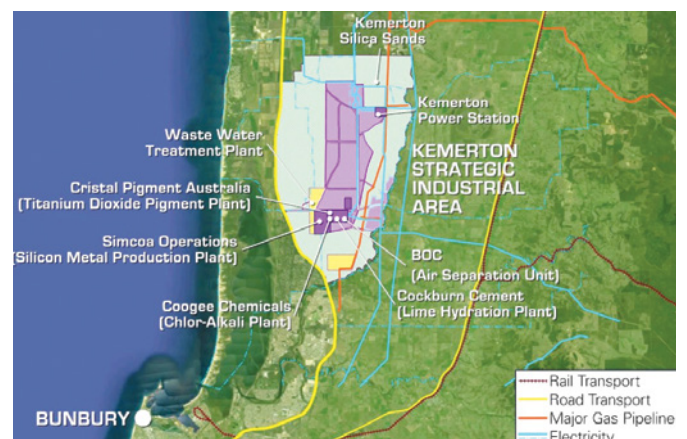 Kemerton
Silica Sands
Kemerton
Power Station
Waste Water
Treatment Plant
KEMERTON
STRATEGIC
INDUSTRIAL
AREA
Cristal Pigment Australia
(Titanium Dioxide Pigment Plant)
Simcoa Operations
(Silicon Metal Production Plant)
BOC
(Air Separation Unit)
Coogee Chemicals
(Chlor-Alkali Plant)
Cockburn Cement
(Lime Hydration Plant)
BUNBURY
Rail Transport
Road Transport
Major Gas Pipeline
Electricity